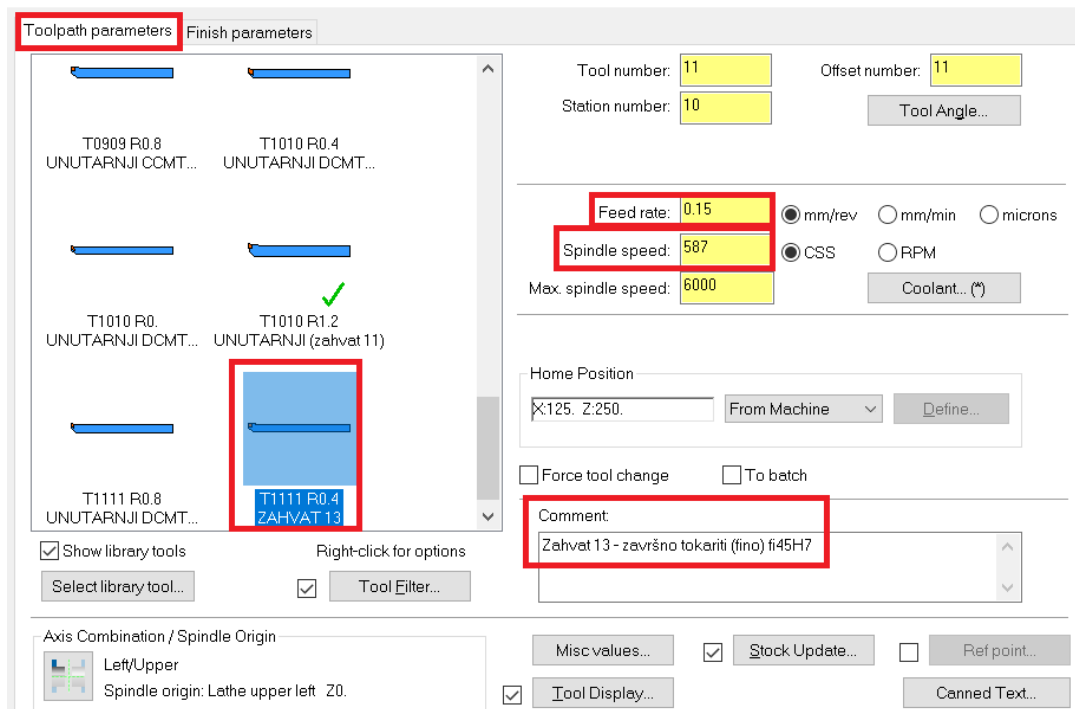 Toolpath parameters Finish parameters
T0909 R0.8
UNUTARNJI CCMT...
T1010 R0.4
UNUTARNJI DCMT...
T1010 R0.
UNUTARNJI DCMT...
T1010 R1.2
UNUTARNJI (zahvat 11)
T1111 R0.8
UNUTARNJI DCMT...
T1111 R0.4
ZAHVAT 13
Show library tools
Right-click for options
Select library tool...
Tool Filter...
Axis Combination / Spindle Origin
Left/Upper
Spindle origin: Lathe upper left Z0.
Tool number: 11
Offset number: 11
Station number: 10
Tool Angle...
Feed rate: 0.15 mm/rev mm/min microns
Spindle speed: 587 CSS RPM
Max. spindle speed: 6000
Coolant... (*)
Home Position
X:125. Z:250.
From Machine
Define...
Force tool change
To batch
Comment:
Zahvat 13 - završno tokariti (fino) fi45H7
Misc values...
Stock Update...
Ref point...
Tool Display...
Canned Text...